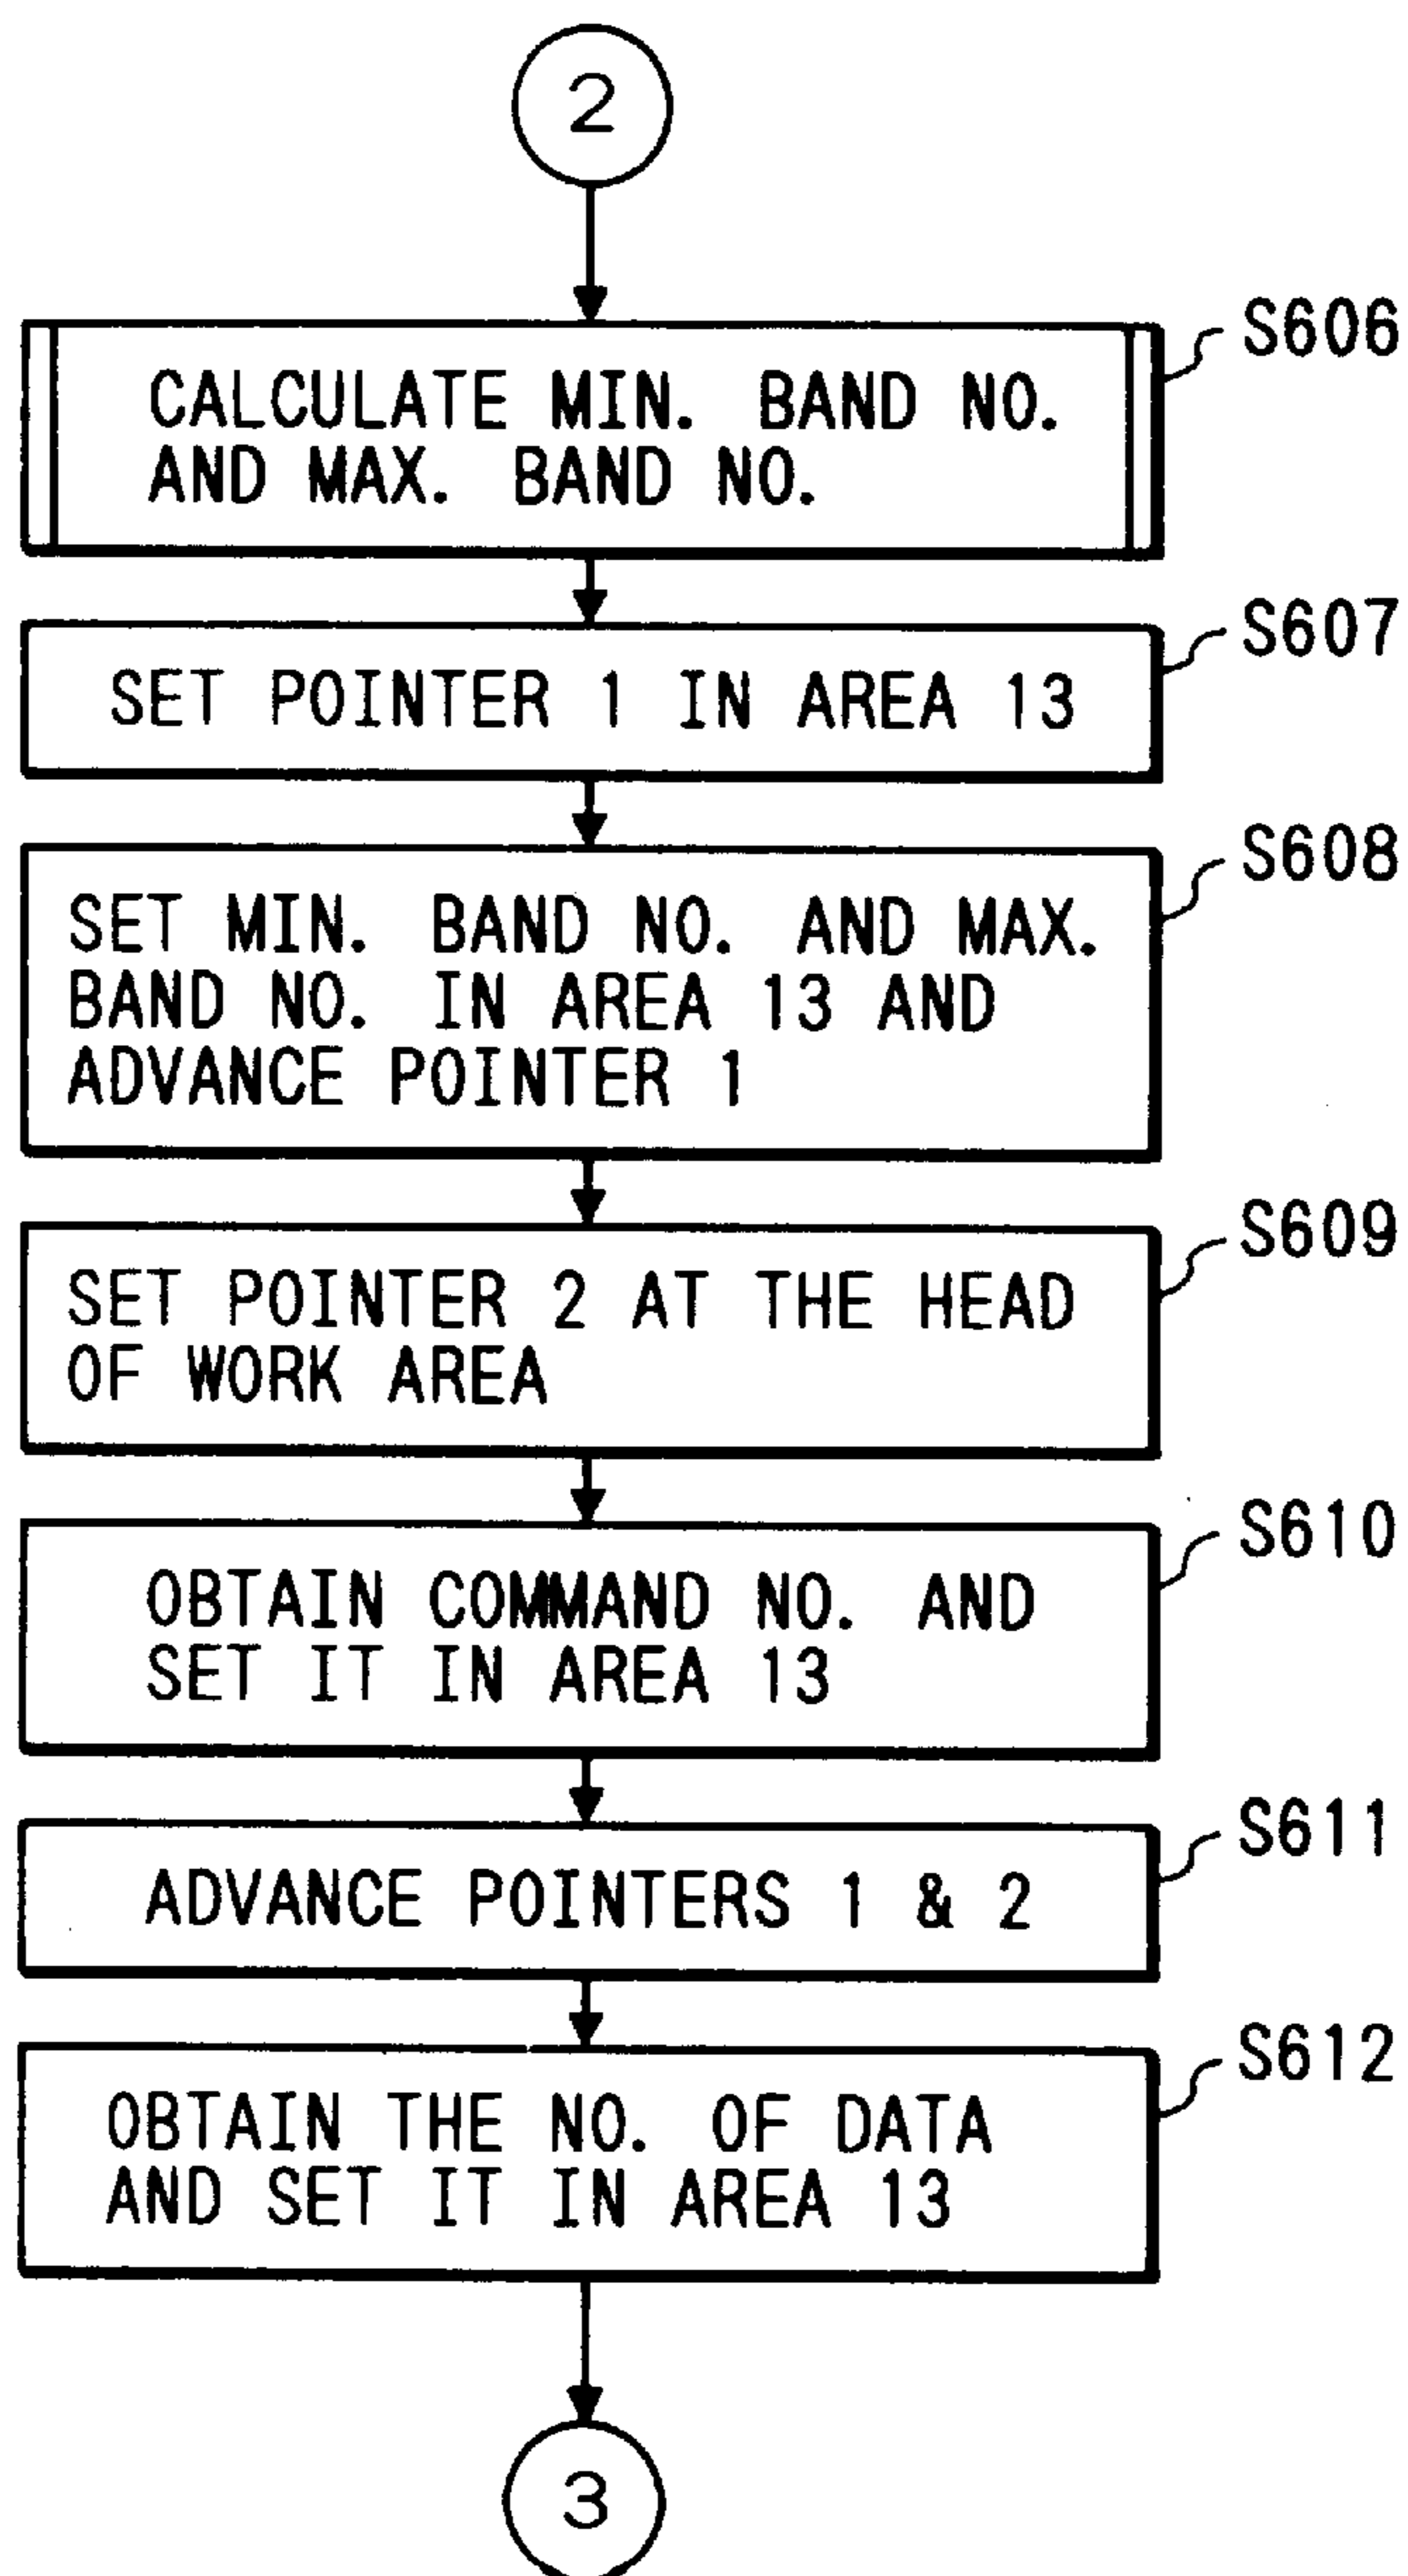 2
S606
CALCULATE MIN. BAND NO.
AND MAX. BAND NO.
S607
SET POINTER 1 IN AREA 13
S608
SET MIN. BAND NO. AND MAX.
BAND NO. IN AREA 13 AND
ADVANCE POINTER 1
S609
SET POINTER 2 AT THE HEAD
OF WORK AREA
S610
OBTAIN COMMAND NO. AND
SET IT IN AREA 13
S611
ADVANCE POINTERS 1 & 2
S612
OBTAIN THE NO. OF DATA
AND SET IT IN AREA 13
3